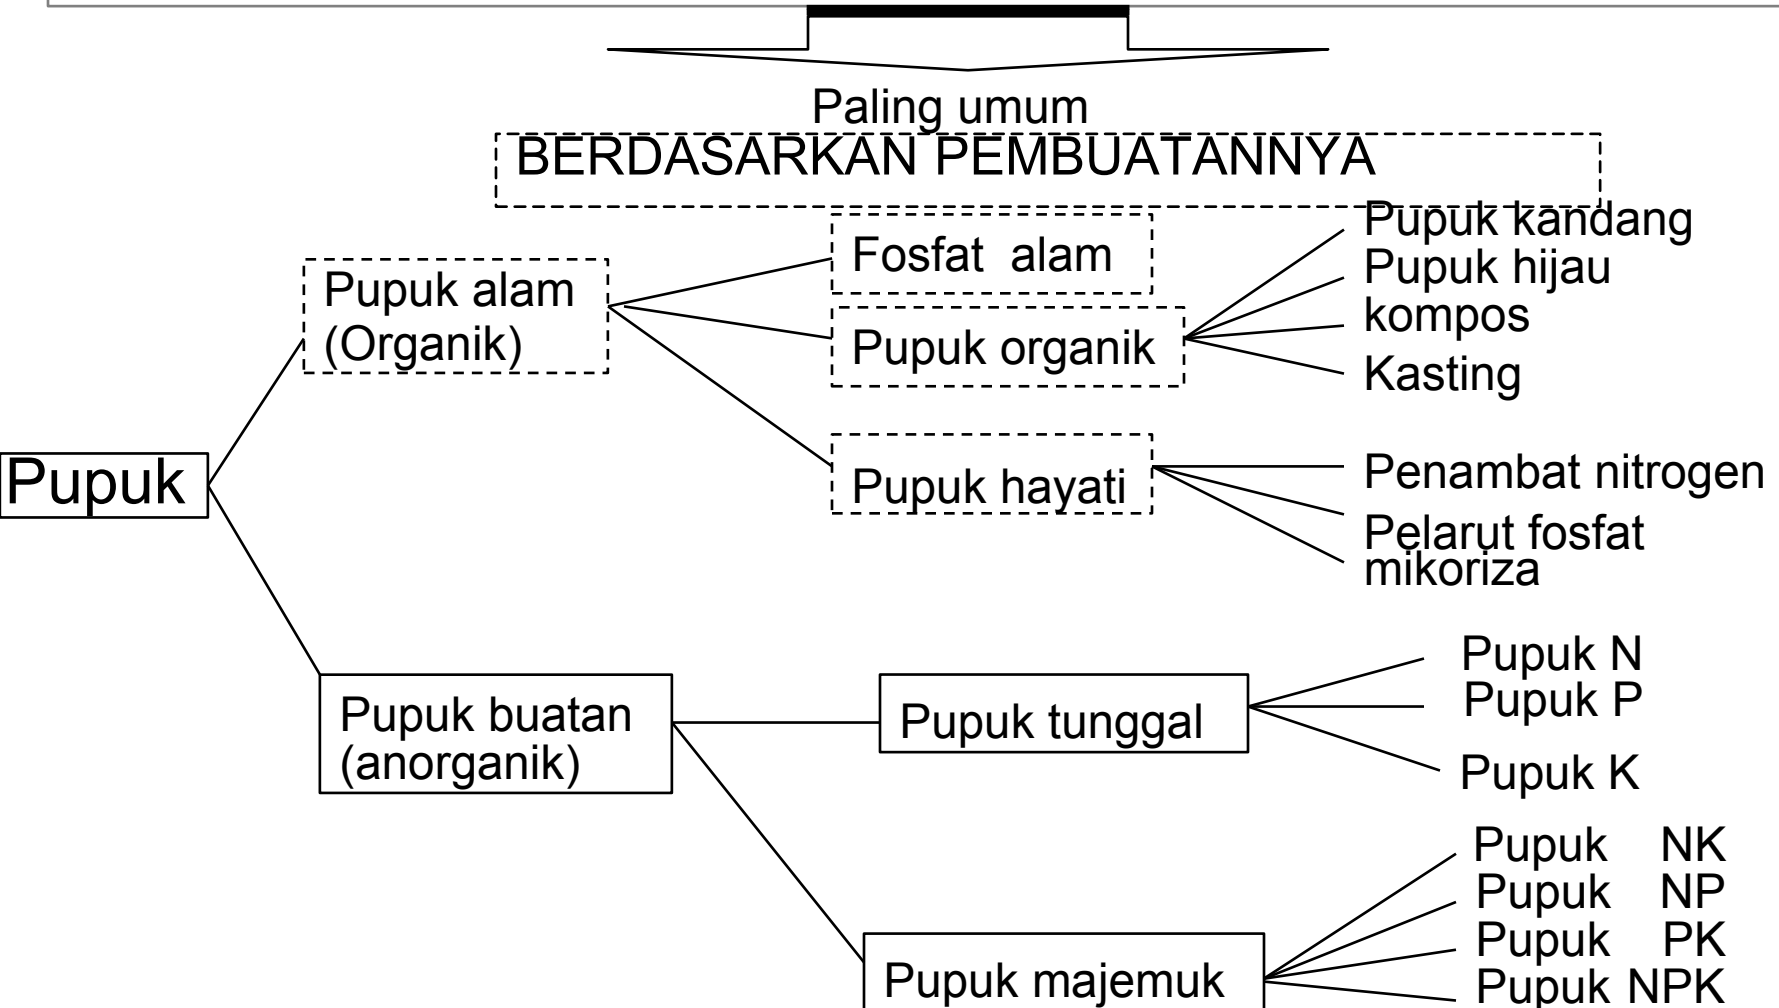 Paling umum
BERDASARKAN PEMBUATANNYA
Pupuk
Pupuk alam
(Organik)
Fosfat alam
Pupuk organik
Pupuk kandang
Pupuk hijau
kompos
Kasting
Pupuk hayati
Penambat nitrogen
Pelarut fosfat
mikoriza
Pupuk buatan
(anorganik)
Pupuk tunggal
Pupuk N
Pupuk P
Pupuk K
Pupuk majemuk
Pupuk NK
Pupuk NP
Pupuk PK
Pupuk NPK